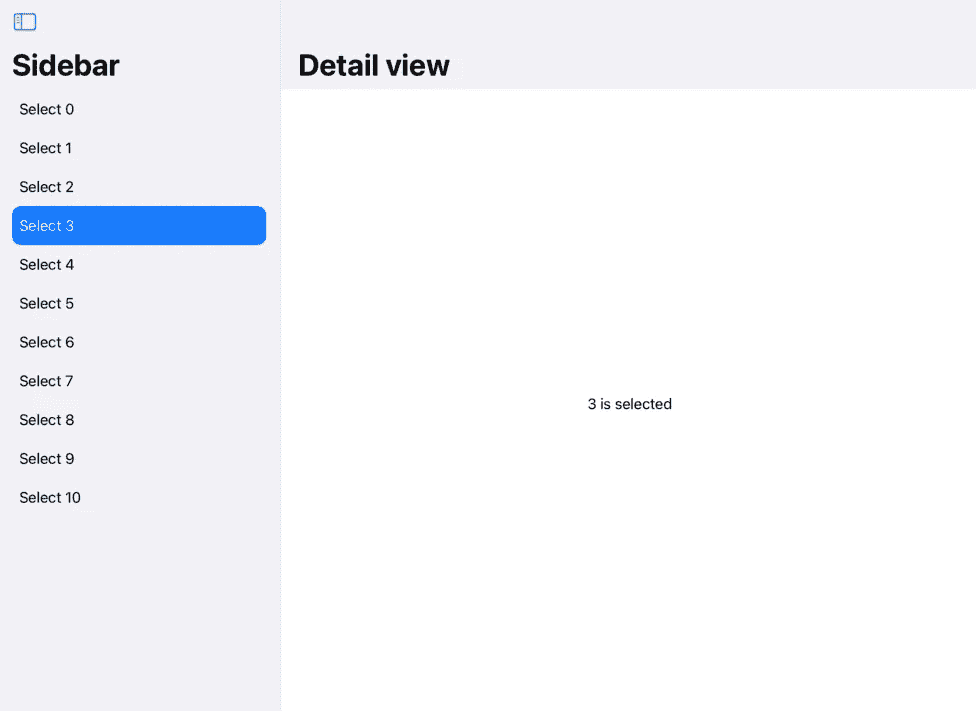 Sidebar
Select 0
Select 1
Select 2
Select 3
Select 4
Select 5
Select 6
Select 7
Select 8
Select 9
Select 10
Detail view
3 is selected